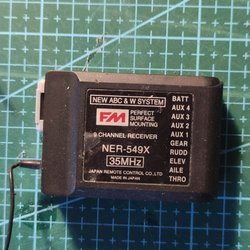 NEW ABC & W SYSTEM
FM PERFECT
SURFACE
MOUNTING
9 CHANNEL RECEIVER
NER-549X
35MHz
JAPAN REMOTE CONTROL CO.,LTD
MADE IN JAPAN
BATT
AUX 4
AUX 3
AUX 2
AUX 1
GEAR
RUDD
ELEV
AILE
THRO